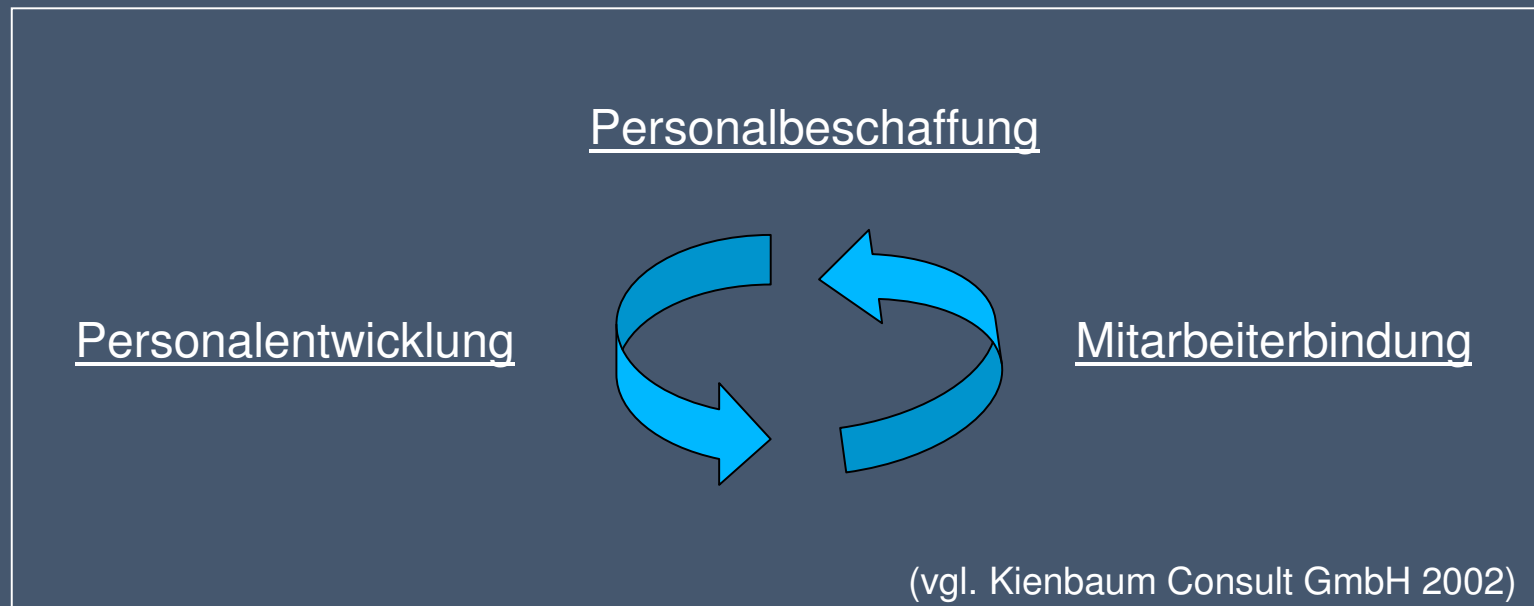 Personalbeschaffung
Personalentwicklung
Mitarbeiterbindung
(vgl. Kienbaum Consult GmbH 2002)